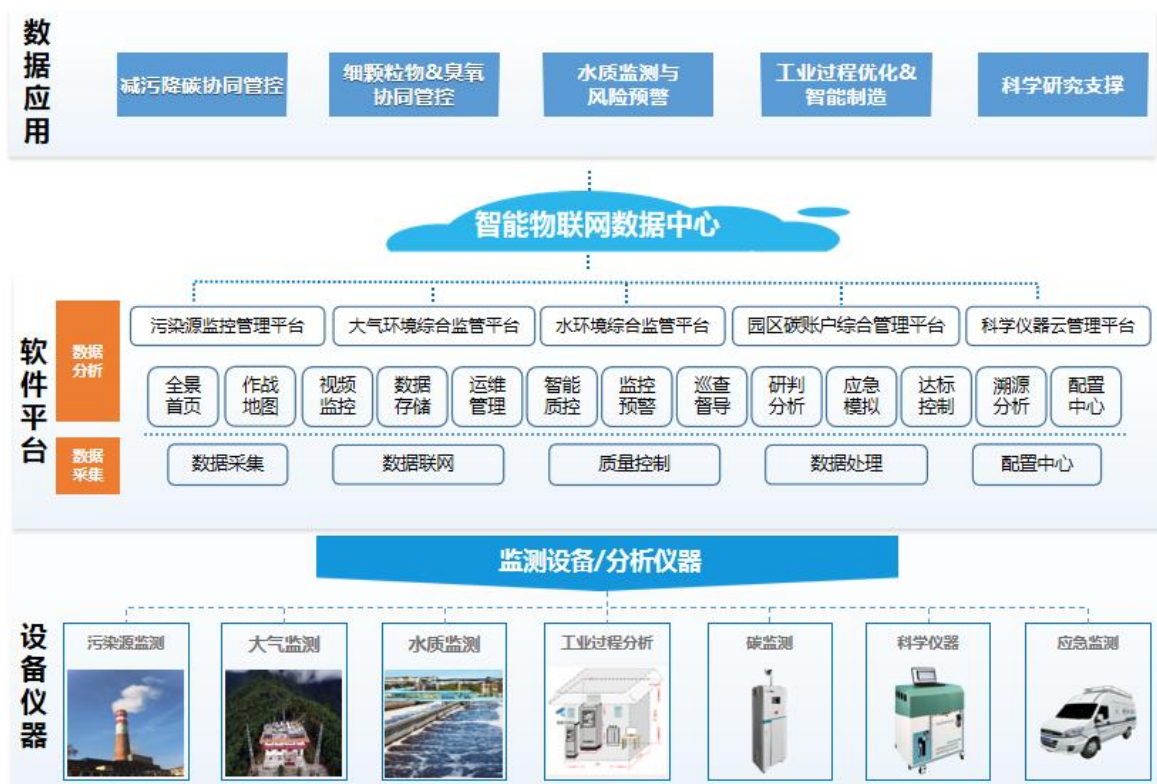 数据应用
减污降碳协同管控
细颗粒物&臭氧
协同管控
水质监测与
风险预警
工业过程优化&
智能制造
科学研究支撑
智能物联网数据中心
软件平台
数据
分析
污染源监控管理平台
大气环境综合监管平台
水环境综合监管平台
园区碳账户综合管理平台
科学仪器云管理平台
全景
首页
作战
地图
视频
监控
数据
存储
运维
管理
智能
质控
监控
预警
巡查
督导
研判
分析
应急
模拟
达标
控制
溯源
分析
配置
中心
数据
采集
数据采集
数据联网
质量控制
数据处理
配置中心
监测设备/分析仪器
设备仪器
污染源监测
大气监测
水质监测
工业过程分析
碳监测
科学仪器
应急监测